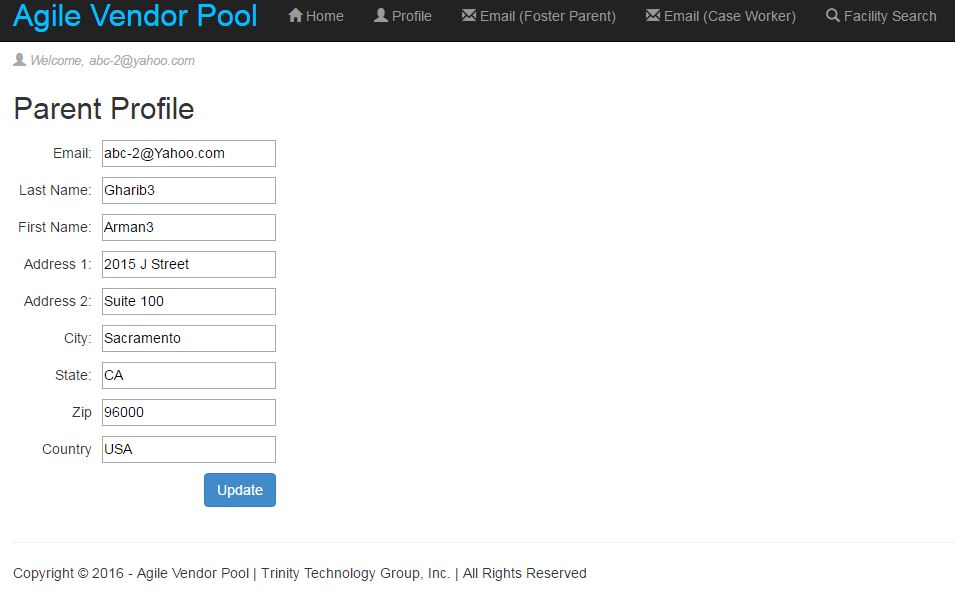 Agile Vendor Pool Home Profile Email (Foster Parent) Email (Case Worker) Facility Search
Welcome, abc-2@yahoo.com
Parent Profile
Email: abc-2@Yahoo.com
Last Name: Gharib3
First Name: Arman3
Address 1: 2015 J Street
Address 2: Suite 100
City: Sacramento
State: CA
Zip 96000
Country USA
Update
Copyright © 2016 - Agile Vendor Pool | Trinity Technology Group, Inc. | All Rights Reserved